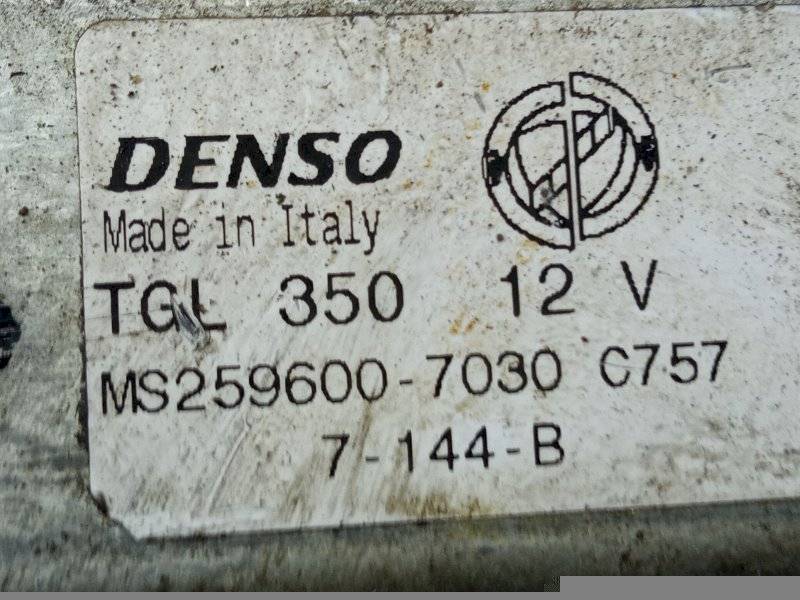 DENSO
Made in Italy
TGL 350 12 V
MS259600-7030 C757
7-144-B